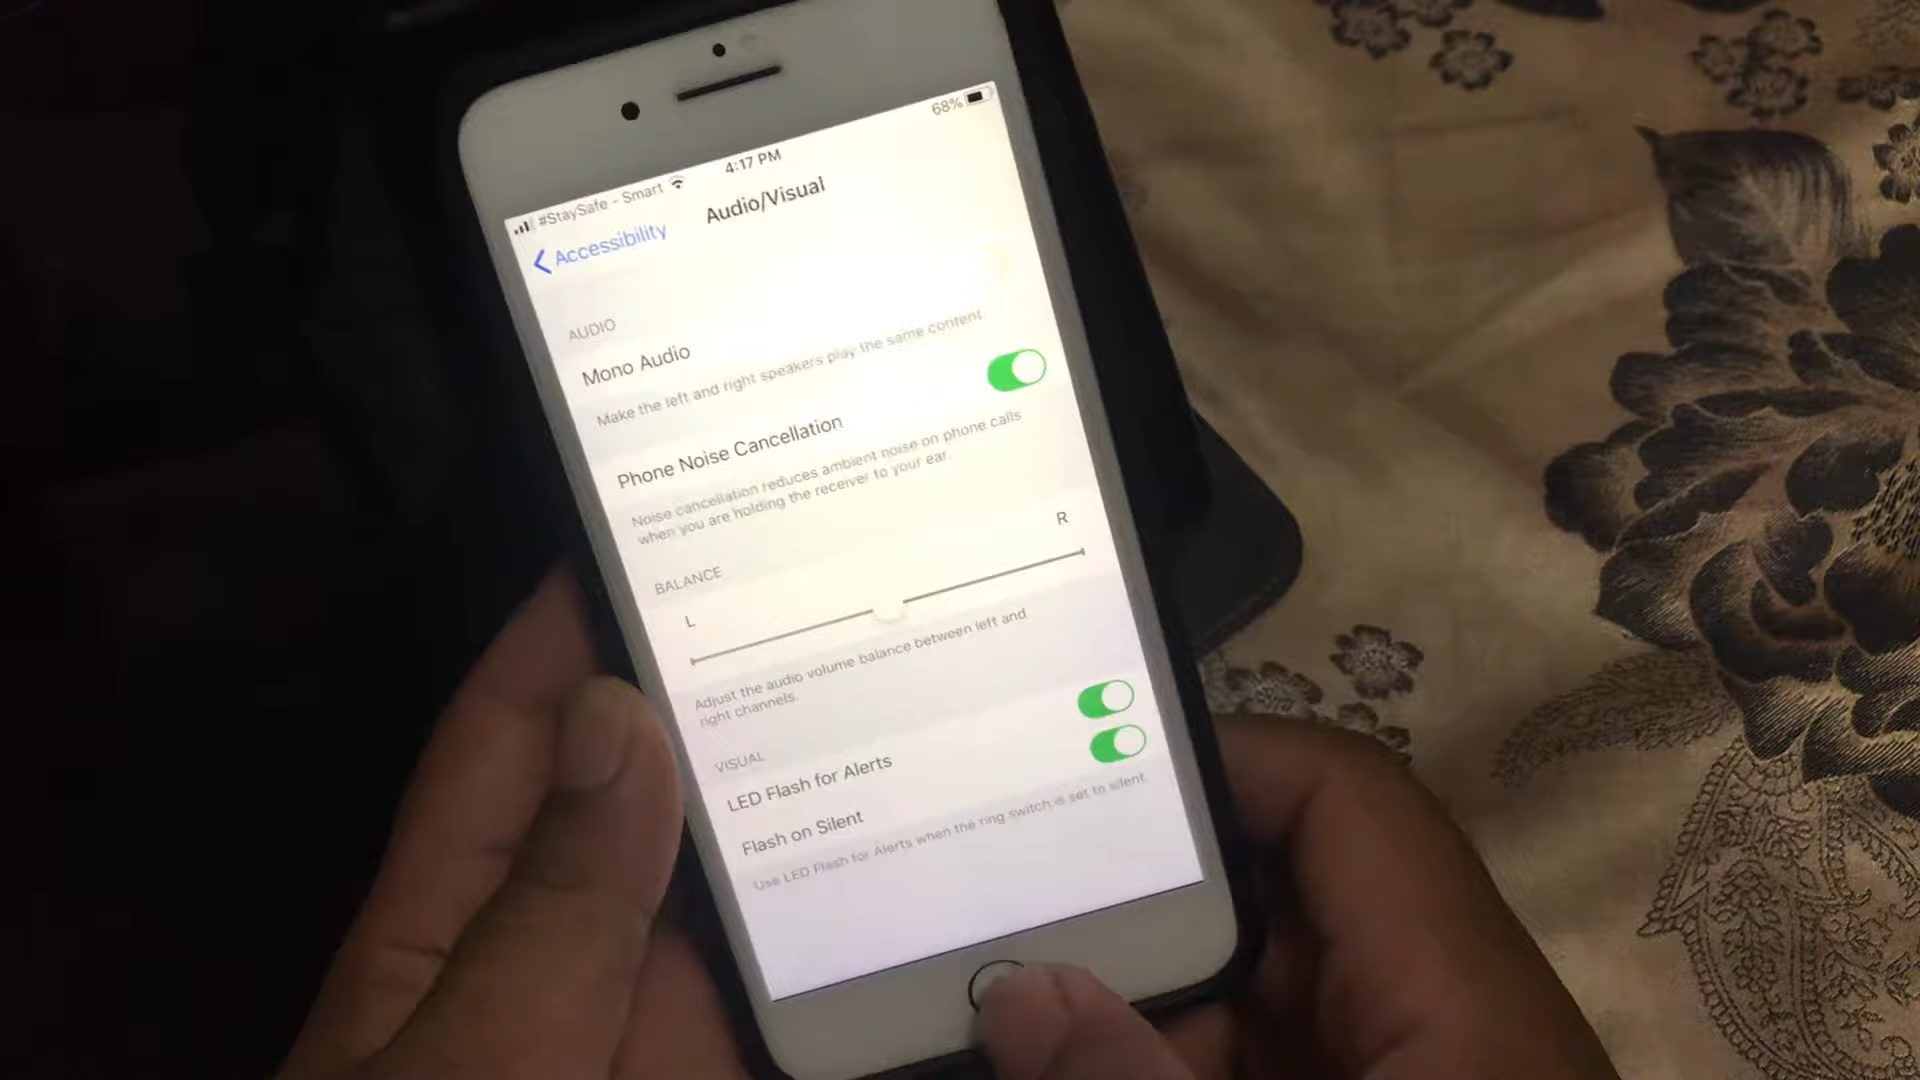 #StaySafe - Smart
4:17 PM
68%
Accessibility
Audio/Visual
AUDIO
Mono Audio
Make the left and right speakers play the same content
Phone Noise Cancellation
Noise cancellation reduces ambient noise on phone calls
when you are holding the receiver to your ear.
BALANCE
L
R
Adjust the audio volume balance between left and
right channels.
VISUAL
LED Flash for Alerts
Flash on Silent
Use LED Flash for Alerts when the ring switch is set to silent.